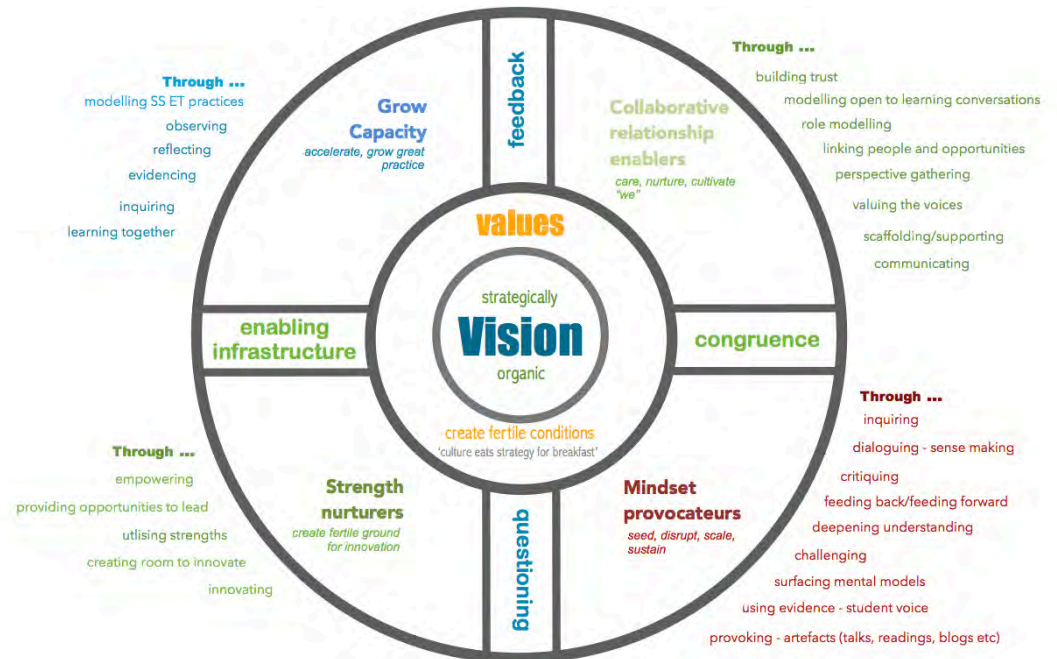 Through ...
modelling SS ET practices
observing
reflecting
evidencing
inquiring
learning together
Grow
Capacity
accelerate, grow great
practice
feedback
Collaborative
relationship
enablers
care, nurture, cultivate
"we"
Through ...
building trust
modelling open to learning conversations
role modelling
linking people and opportunities
perspective gathering
valuing the voices
scaffolding/supporting
communicating
values
strategically
Vision
organic
create fertile conditions
'culture eats strategy for breakfast'
enabling
infrastructure
congruence
Through ...
empowering
providing opportunities to lead
utlising strengths
creating room to innovate
innovating
Strength
nurturers
create fertile ground
for innovation
questioning
Mindset
provocateurs
seed, disrupt, scale,
sustain
Through ...
inquiring
dialoguing - sense making
critiquing
feeding back/feeding forward
deepening understanding
challenging
surfacing mental models
using evidence - student voice
provoking - artefacts (talks, readings, blogs etc)